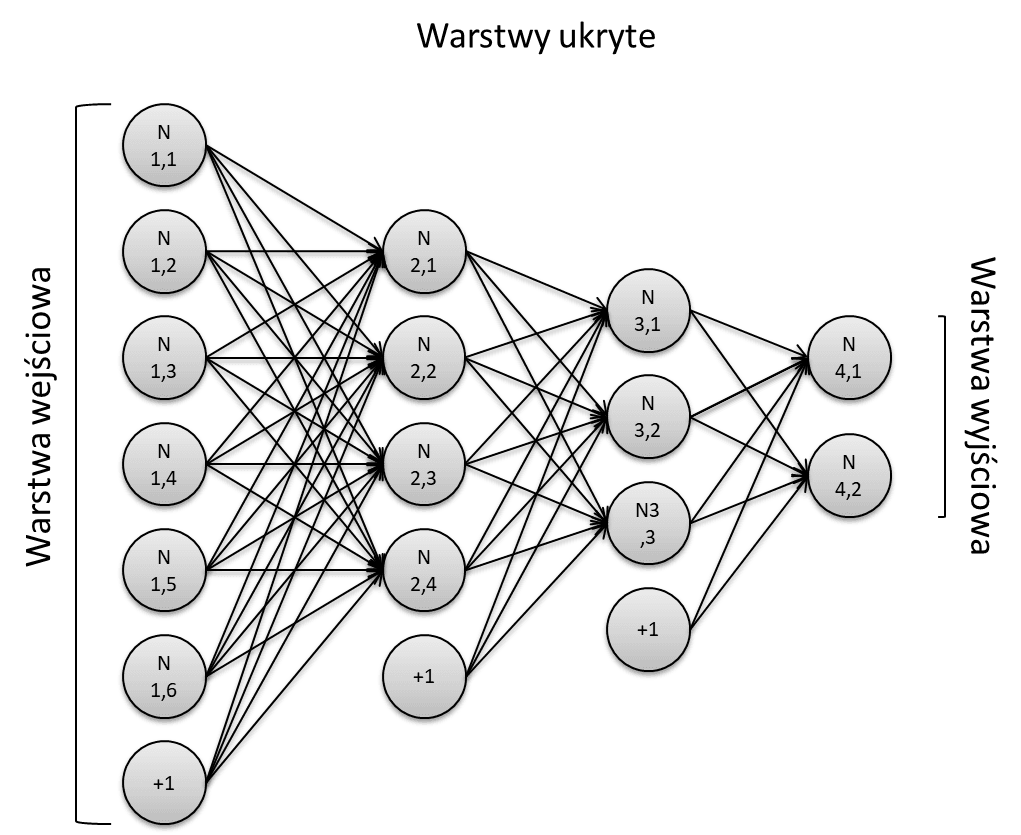 Warstwy ukryte
Warstwa wejściowa
N
1,1
N
1,2
N
1,3
N
1,4
N
1,5
N
1,6
+1
N
2,1
N
2,2
N
2,3
N
2,4
+1
N
3,1
N
3,2
N3
,3
+1
N
4,1
N
4,2
Warstwa wyjściowa